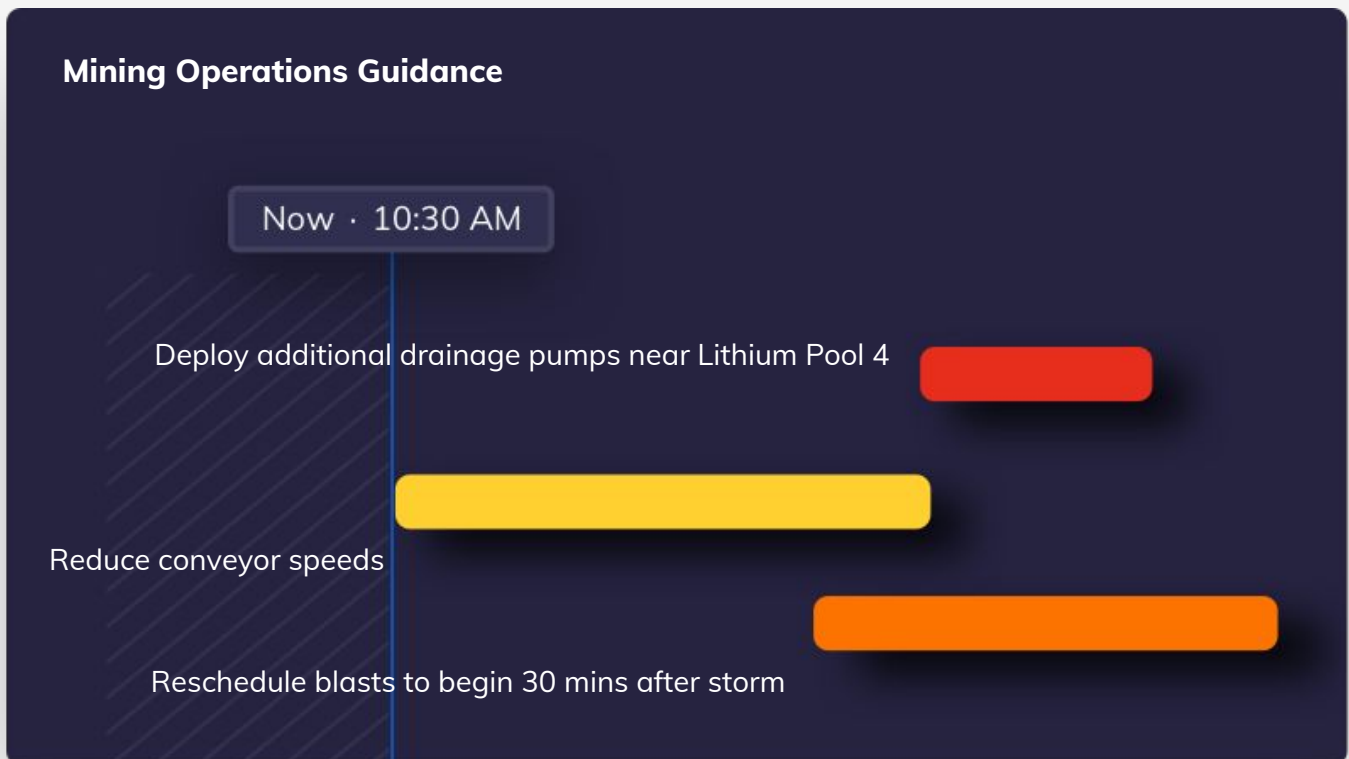 Mining Operations Guidance
Now · 10:30 AM
Deploy additional drainage pumps near Lithium Pool 4
Reduce conveyor speeds
Reschedule blasts to begin 30 mins after storm